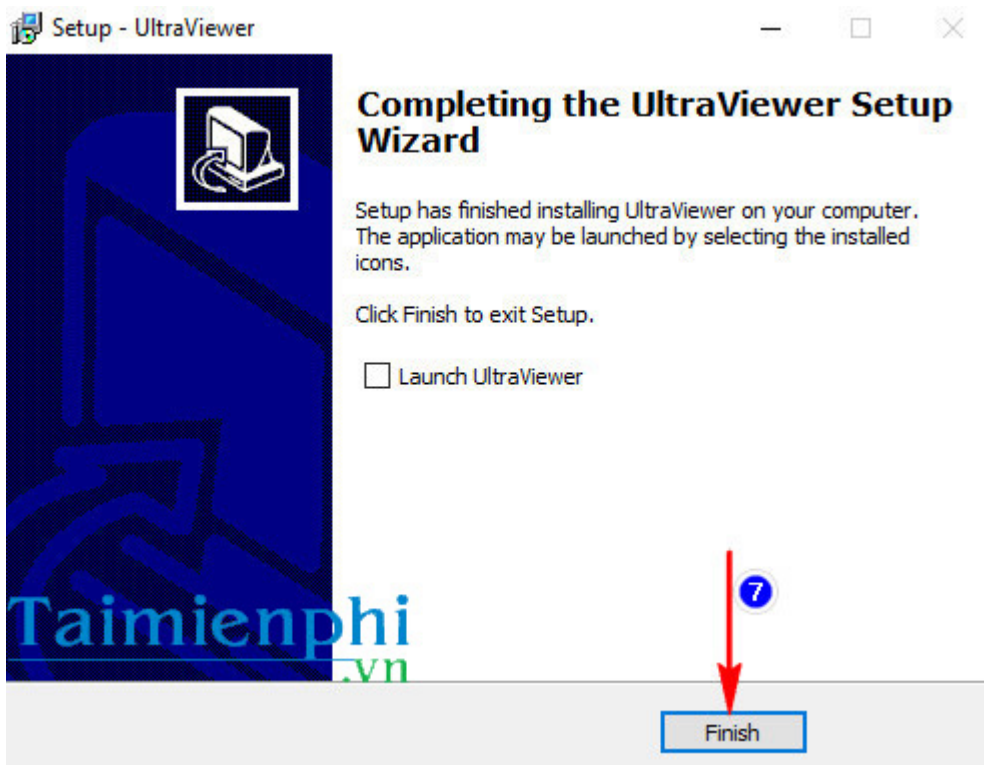 Setup - UltraViewer
Completing the UltraViewer Setup
Wizard
Setup has finished installing UltraViewer on your computer.
The application may be launched by selecting the installed
icons.
Click Finish to exit Setup.
Launch UltraViewer
7
Taimienphi
.vn
Finish